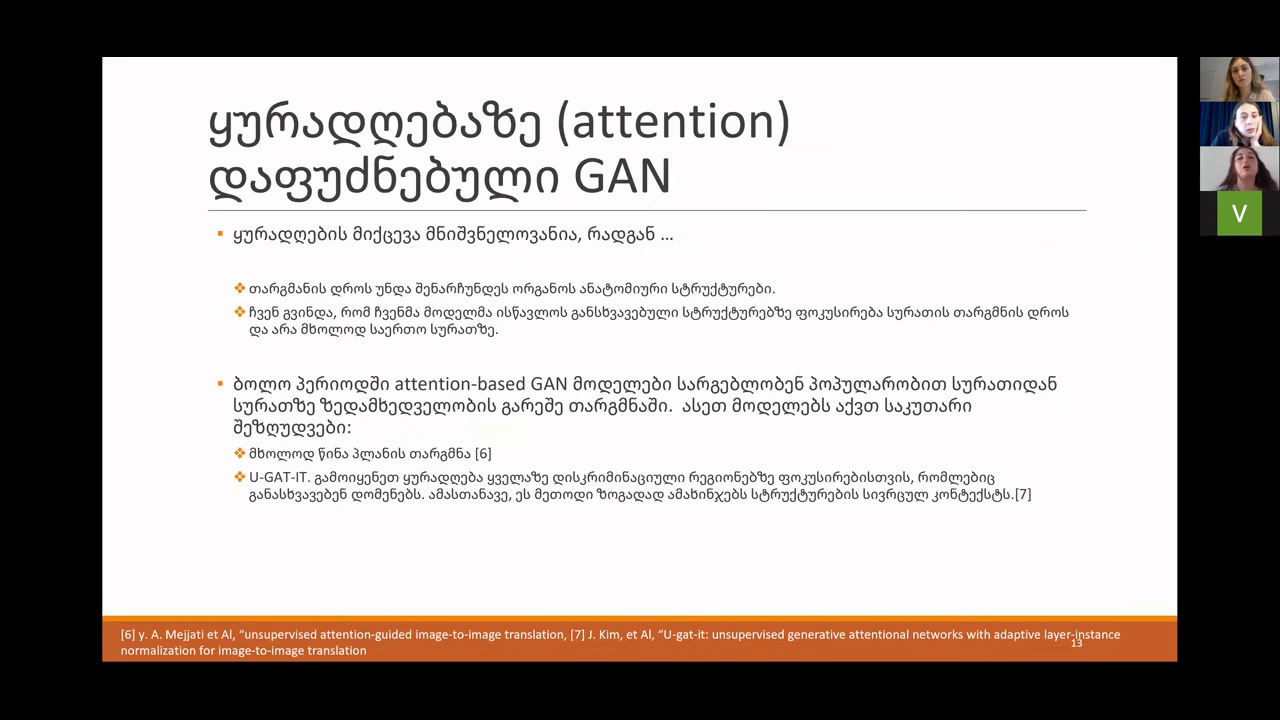 ყურადღებაზე (attention)
დაფუძნებული GAN
ყურადღების მიქცევა მნიშვნელოვანია, რადგან ...
თარგმანის დროს უნდა შენარჩუნდეს ორგანოს ანატომიური სტრუქტურები.
ჩვენ გვინდა, რომ ჩვენმა მოდელმა ისწავლოს განსხვავებული სტრუქტურებზე ფოკუსირება სურათის თარგმნის დროს
და არა მხოლოდ საერთო სურათზე.
ბოლო პერიოდში attention-based GAN მოდელები სარგებლობენ პოპულარობით სურათიდან
სურათზე ზედამხედველობის გარეშე თარგმნაში. ასეთ მოდელებს აქვთ საკუთარი
შეზღუდვები:
მხოლოდ წინა პლანის თარგმნა [6]
U-GAT-IT. გამოიყენეთ ყურადღება ყველაზე დისკრიმინაციული რეგიონებზე ფოკუსირებისთვის, რომლებიც
განასხვავებენ დომენებს. ამასთანავე, ეს მეთოდი ზოგადად ამახინჯებს სტრუქტურების სივრცულ კონტექსტს.[7]
[6] y. A. Mejjati et Al, “unsupervised attention-guided image-to-image translation, [7] J. Kim, et Al, “U-gat-it: unsupervised generative attentional networks with adaptive layer-instance
normalization for image-to-image translation
13
V